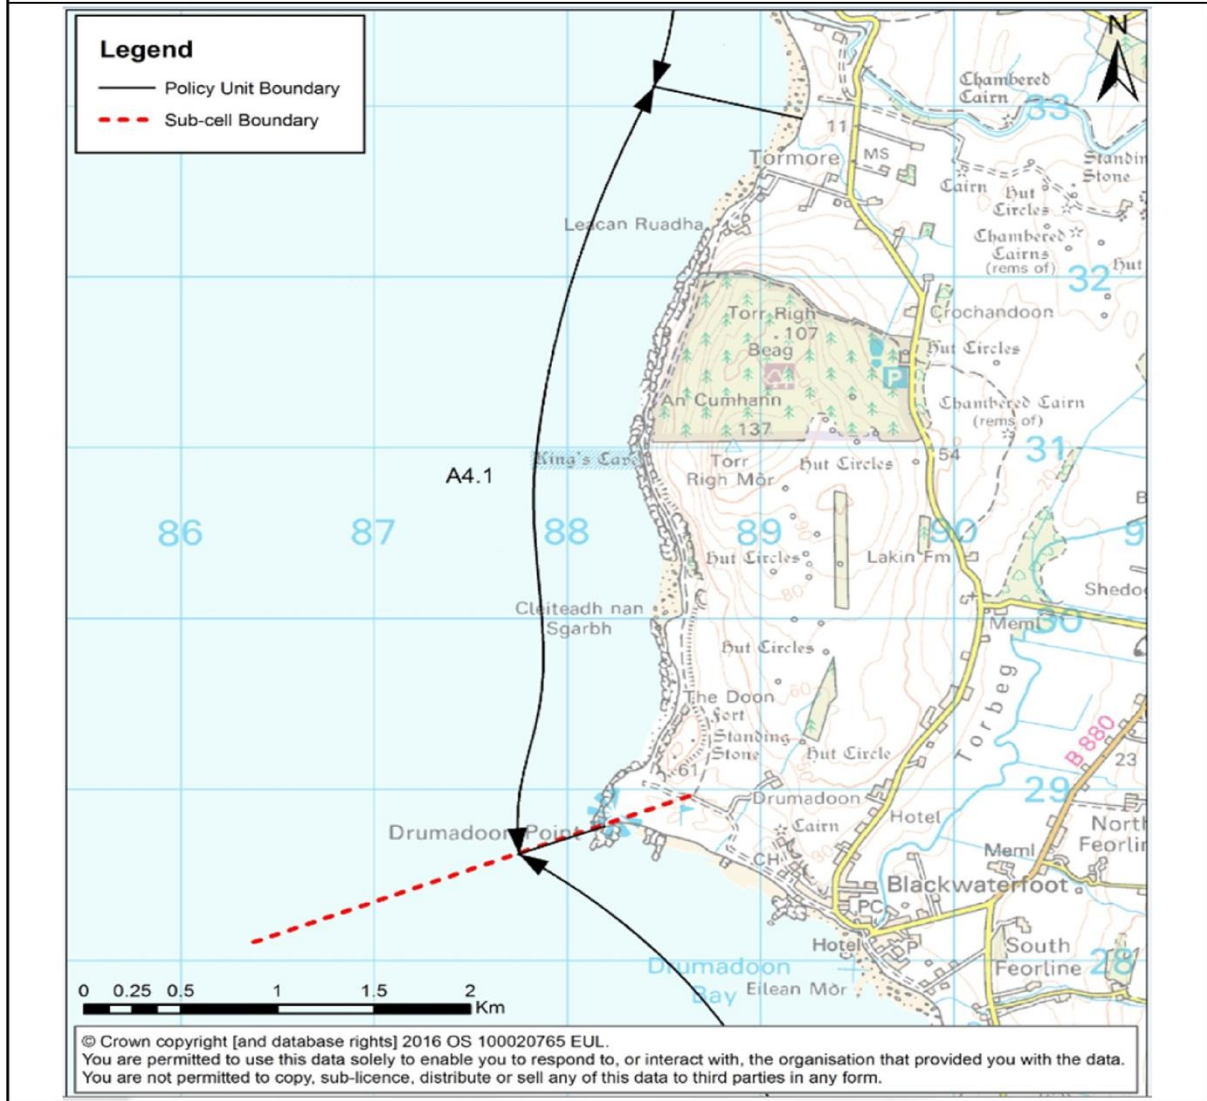 Legend
Policy Unit Boundary
Sub-cell Boundary
N
Chambered
Cairn
33
11
Tormore
MS
Standin
Stone
Cairn
Hut
Circles
Leacan Ruadha
Chambered
Cairns
(rems of)
Hut
32
Torr Righ
107
Beag
Crochandoon
Hut Circles
P
An Cumhann
137
Chambered Cairn
(rems of)
King's Cave
Torr
Righ Mòr
Hut Circles
54
31
A4.1
86
87
88
89
90
9
Hut Circles
Lakin Fm
80
Shedo
Cleiteadh nan
Sgarbh
Meml
30
Hut Circles
Torbeg
The Doon
Fort
Standing
Stone
60
Hut Circle
B 880
23
61
29
Drumadoon
Hotel
Drumadoon Point
Cairn
North
Feorlin
CH
Meml
Blackwaterfoot
PC
Hotel
P
South
Feorline
28
Drumadoon
Bay
Eilean Mòr
0 0.25 0.5 1 1.5 2
Km
© Crown copyright [and database rights] 2016 OS 100020765 EUL.
You are permitted to use this data solely to enable you to respond to, or interact with, the organisation that provided you with the data.
You are not permitted to copy, sub-licence, distribute or sell any of this data to third parties in any form.